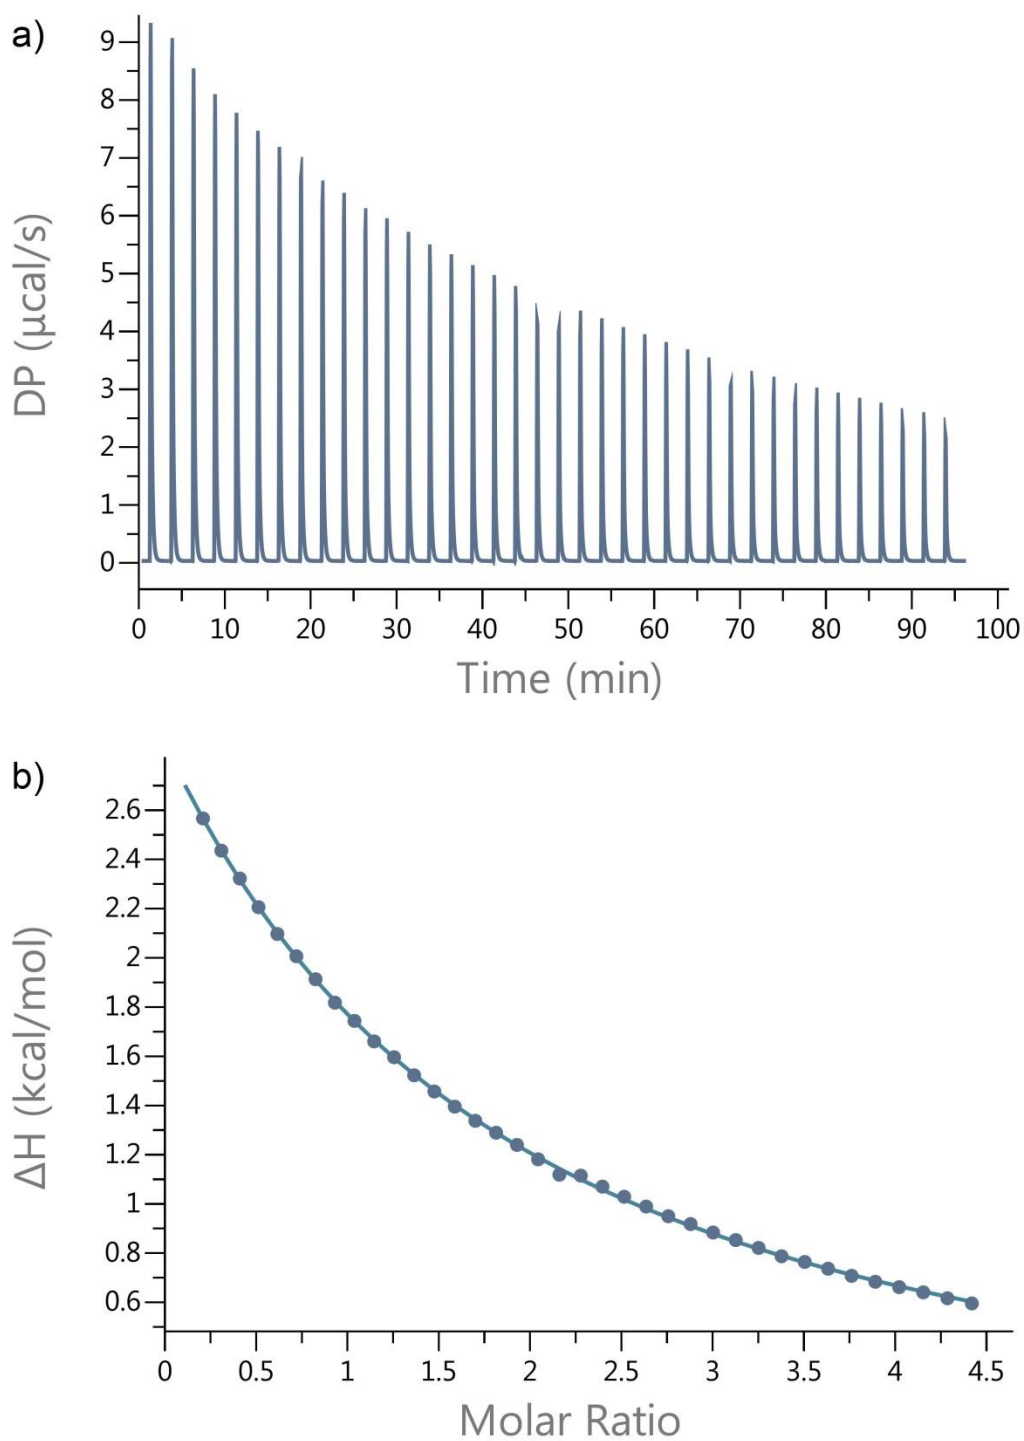 a)
DP (µcal/s)
9
8
7
6
5
4
3
2
1
0
0 10 20 30 40 50 60 70 80 90 100
Time (min)
b)
ΔH (kcal/mol)
2.6
2.4
2.2
2
1.8
1.6
1.4
1.2
1
0.8
0.6
0 0.5 1 1.5 2 2.5 3 3.5 4 4.5
Molar Ratio